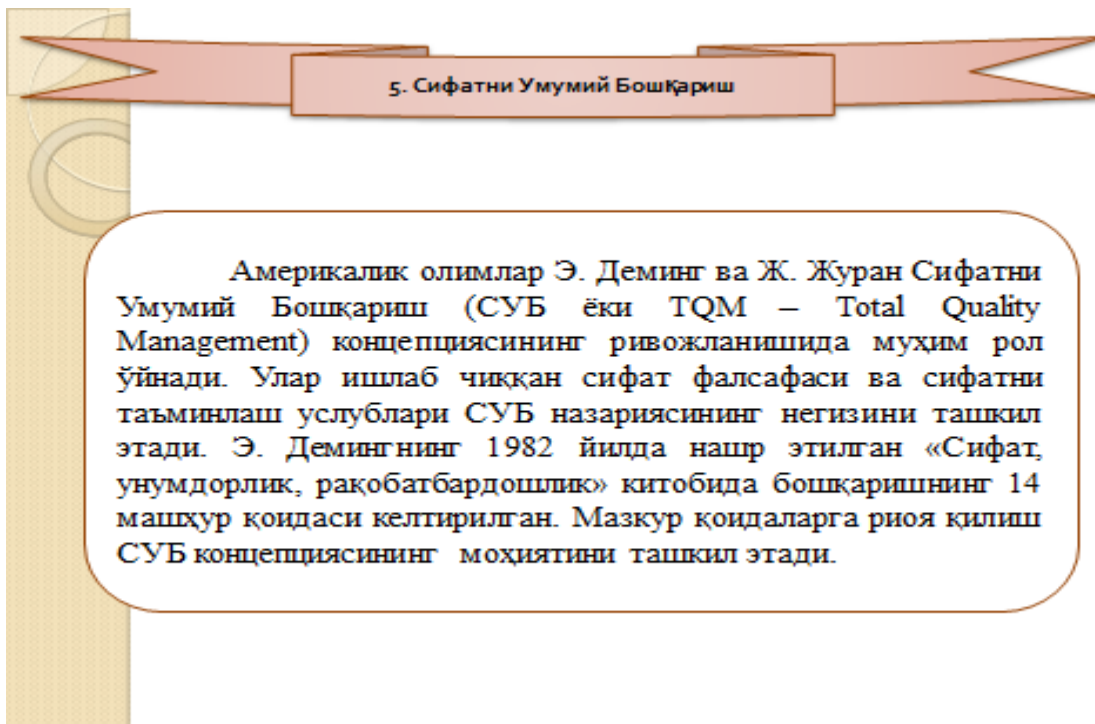 5. Сифатни Умумий Бошқариш
Америкалик олимлар Э. Деминг ва Ж. Журан Сифатни
Умумий Бошқариш (СУБ ёки TQM – Total Quality
Management) концепциясининг ривожланишида муҳим рол
ўйнади. Улар ишлаб чиққан сифат фалсафаси ва сифатни
таъминлаш услублари СУБ назариясининг негизини ташкил
этади. Э. Демингнинг 1982 йилда нашр этилган «Сифат,
унумдорлик, рақобатбардошлик» китобида бошқаришнинг 14
машҳур қоидаси келтирилган. Мазкур қоидаларга риоя қилиш
СУБ концепциясининг моҳиятини ташкил этади.